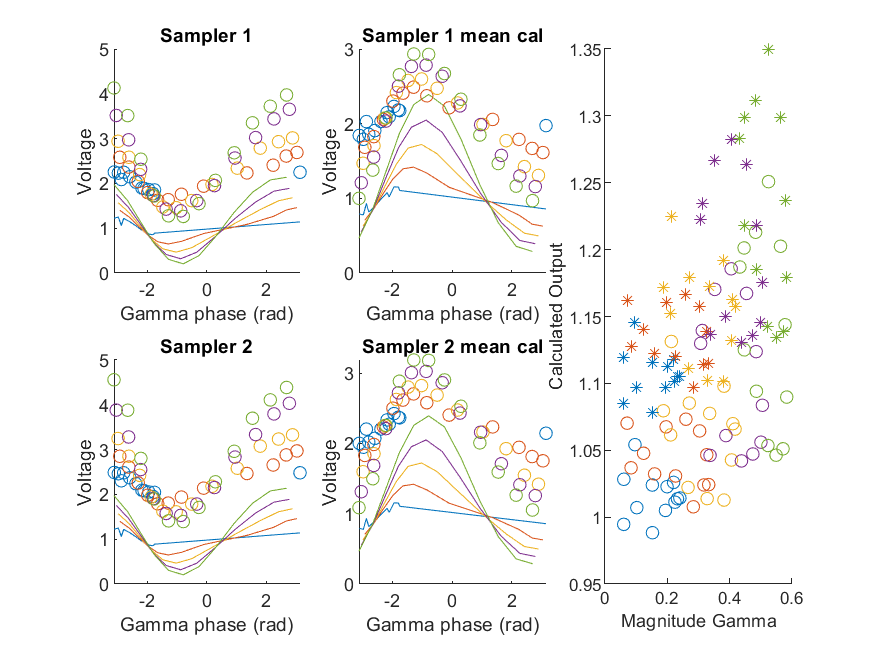 Sampler 1
5
4
3
2
1
0
Voltage
-2 0 2
Gamma phase (rad)
Sampler 1 mean cal
3
2
1
0
Voltage
-2 0 2
Gamma phase (rad)
Sampler 2
5
4
3
2
1
0
Voltage
-2 0 2
Gamma phase (rad)
Sampler 2 mean cal
3
2
1
0
Voltage
-2 0 2
Gamma phase (rad)
1.35
1.3
1.25
1.2
1.15
1.1
1.05
1
0.95
Calculated Output
0 0.2 0.4 0.6
Magnitude Gamma